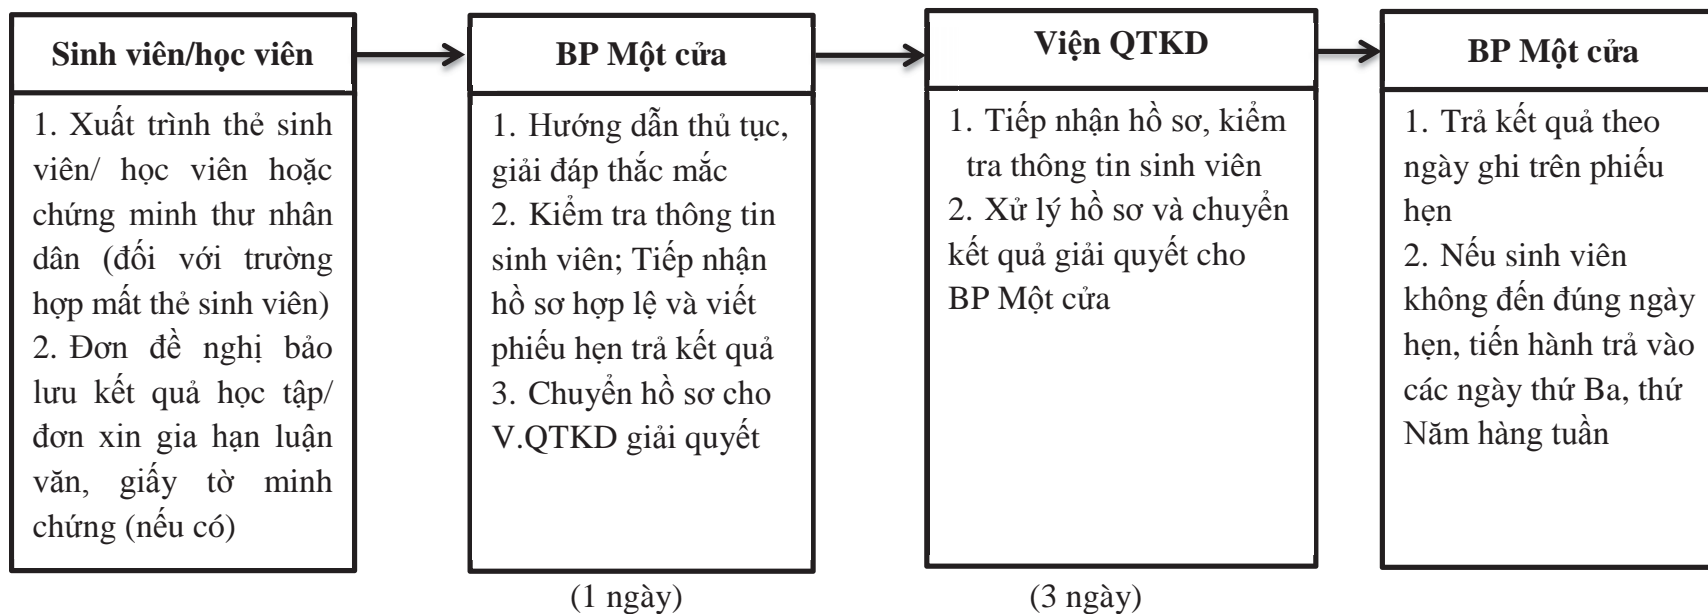 Sinh viên/học viên
1. Xuất trình thẻ sinh
viên/ học viên hoặc
chứng minh thư nhân
dân (đối với trường
hợp mất thẻ sinh viên)
2. Đơn đề nghị bảo
lưu kết quả học tập/
đơn xin gia hạn luận
văn, giấy tờ minh
chứng (nếu có)
BP Một cửa
1. Hướng dẫn thủ tục,
giải đáp thắc mắc
2. Kiểm tra thông tin
sinh viên; Tiếp nhận
hồ sơ hợp lệ và viết
phiếu hẹn trả kết quả
3. Chuyển hồ sơ cho
V.QTKD giải quyết
(1 ngày)
Viện QTKD
1. Tiếp nhận hồ sơ, kiểm
tra thông tin sinh viên
2. Xử lý hồ sơ và chuyển
kết quả giải quyết cho
BP Một cửa
(3 ngày)
BP Một cửa
1. Trả kết quả theo
ngày ghi trên phiếu
hẹn
2. Nếu sinh viên
không đến đúng ngày
hẹn, tiến hành trả vào
các ngày thứ Ba, thứ
Năm hàng tuần